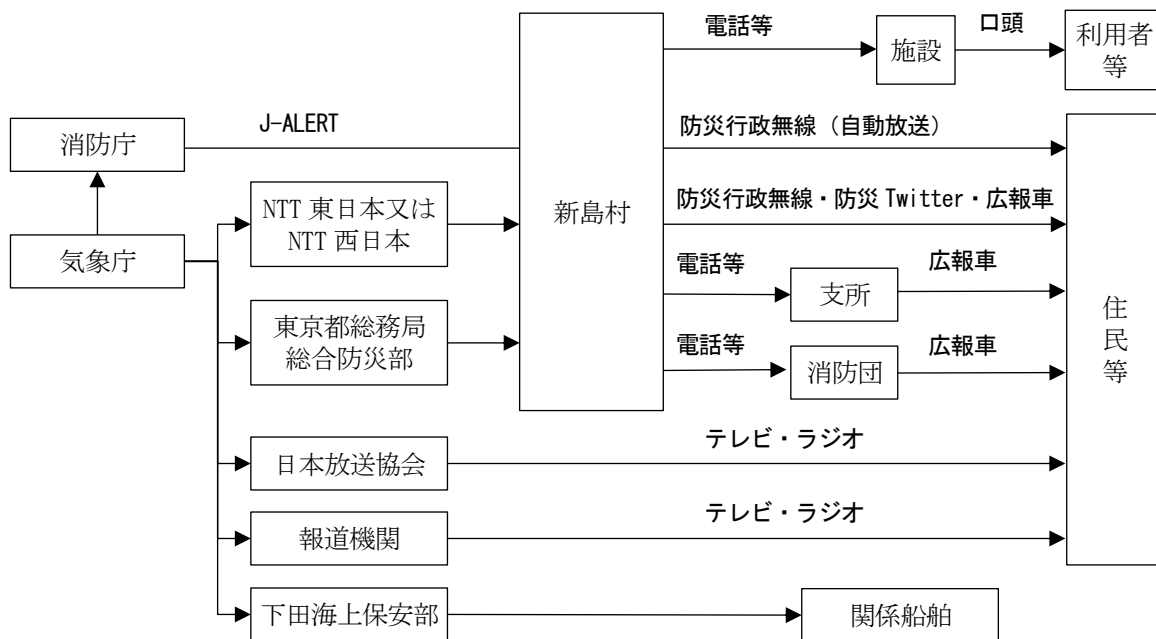 電話等
施設
口頭
利用者
等
J-ALERT
消防庁
防災行政無線（自動放送）
NTT 東日本又は
NTT 西日本
新島村
防災行政無線・防災 Twitter・広報車
気象庁
電話等
支所
広報車
東京都総務局
総合防災部
電話等
消防団
広報車
住
民
等
日本放送協会
テレビ・ラジオ
報道機関
テレビ・ラジオ
下田海上保安部
関係船舶